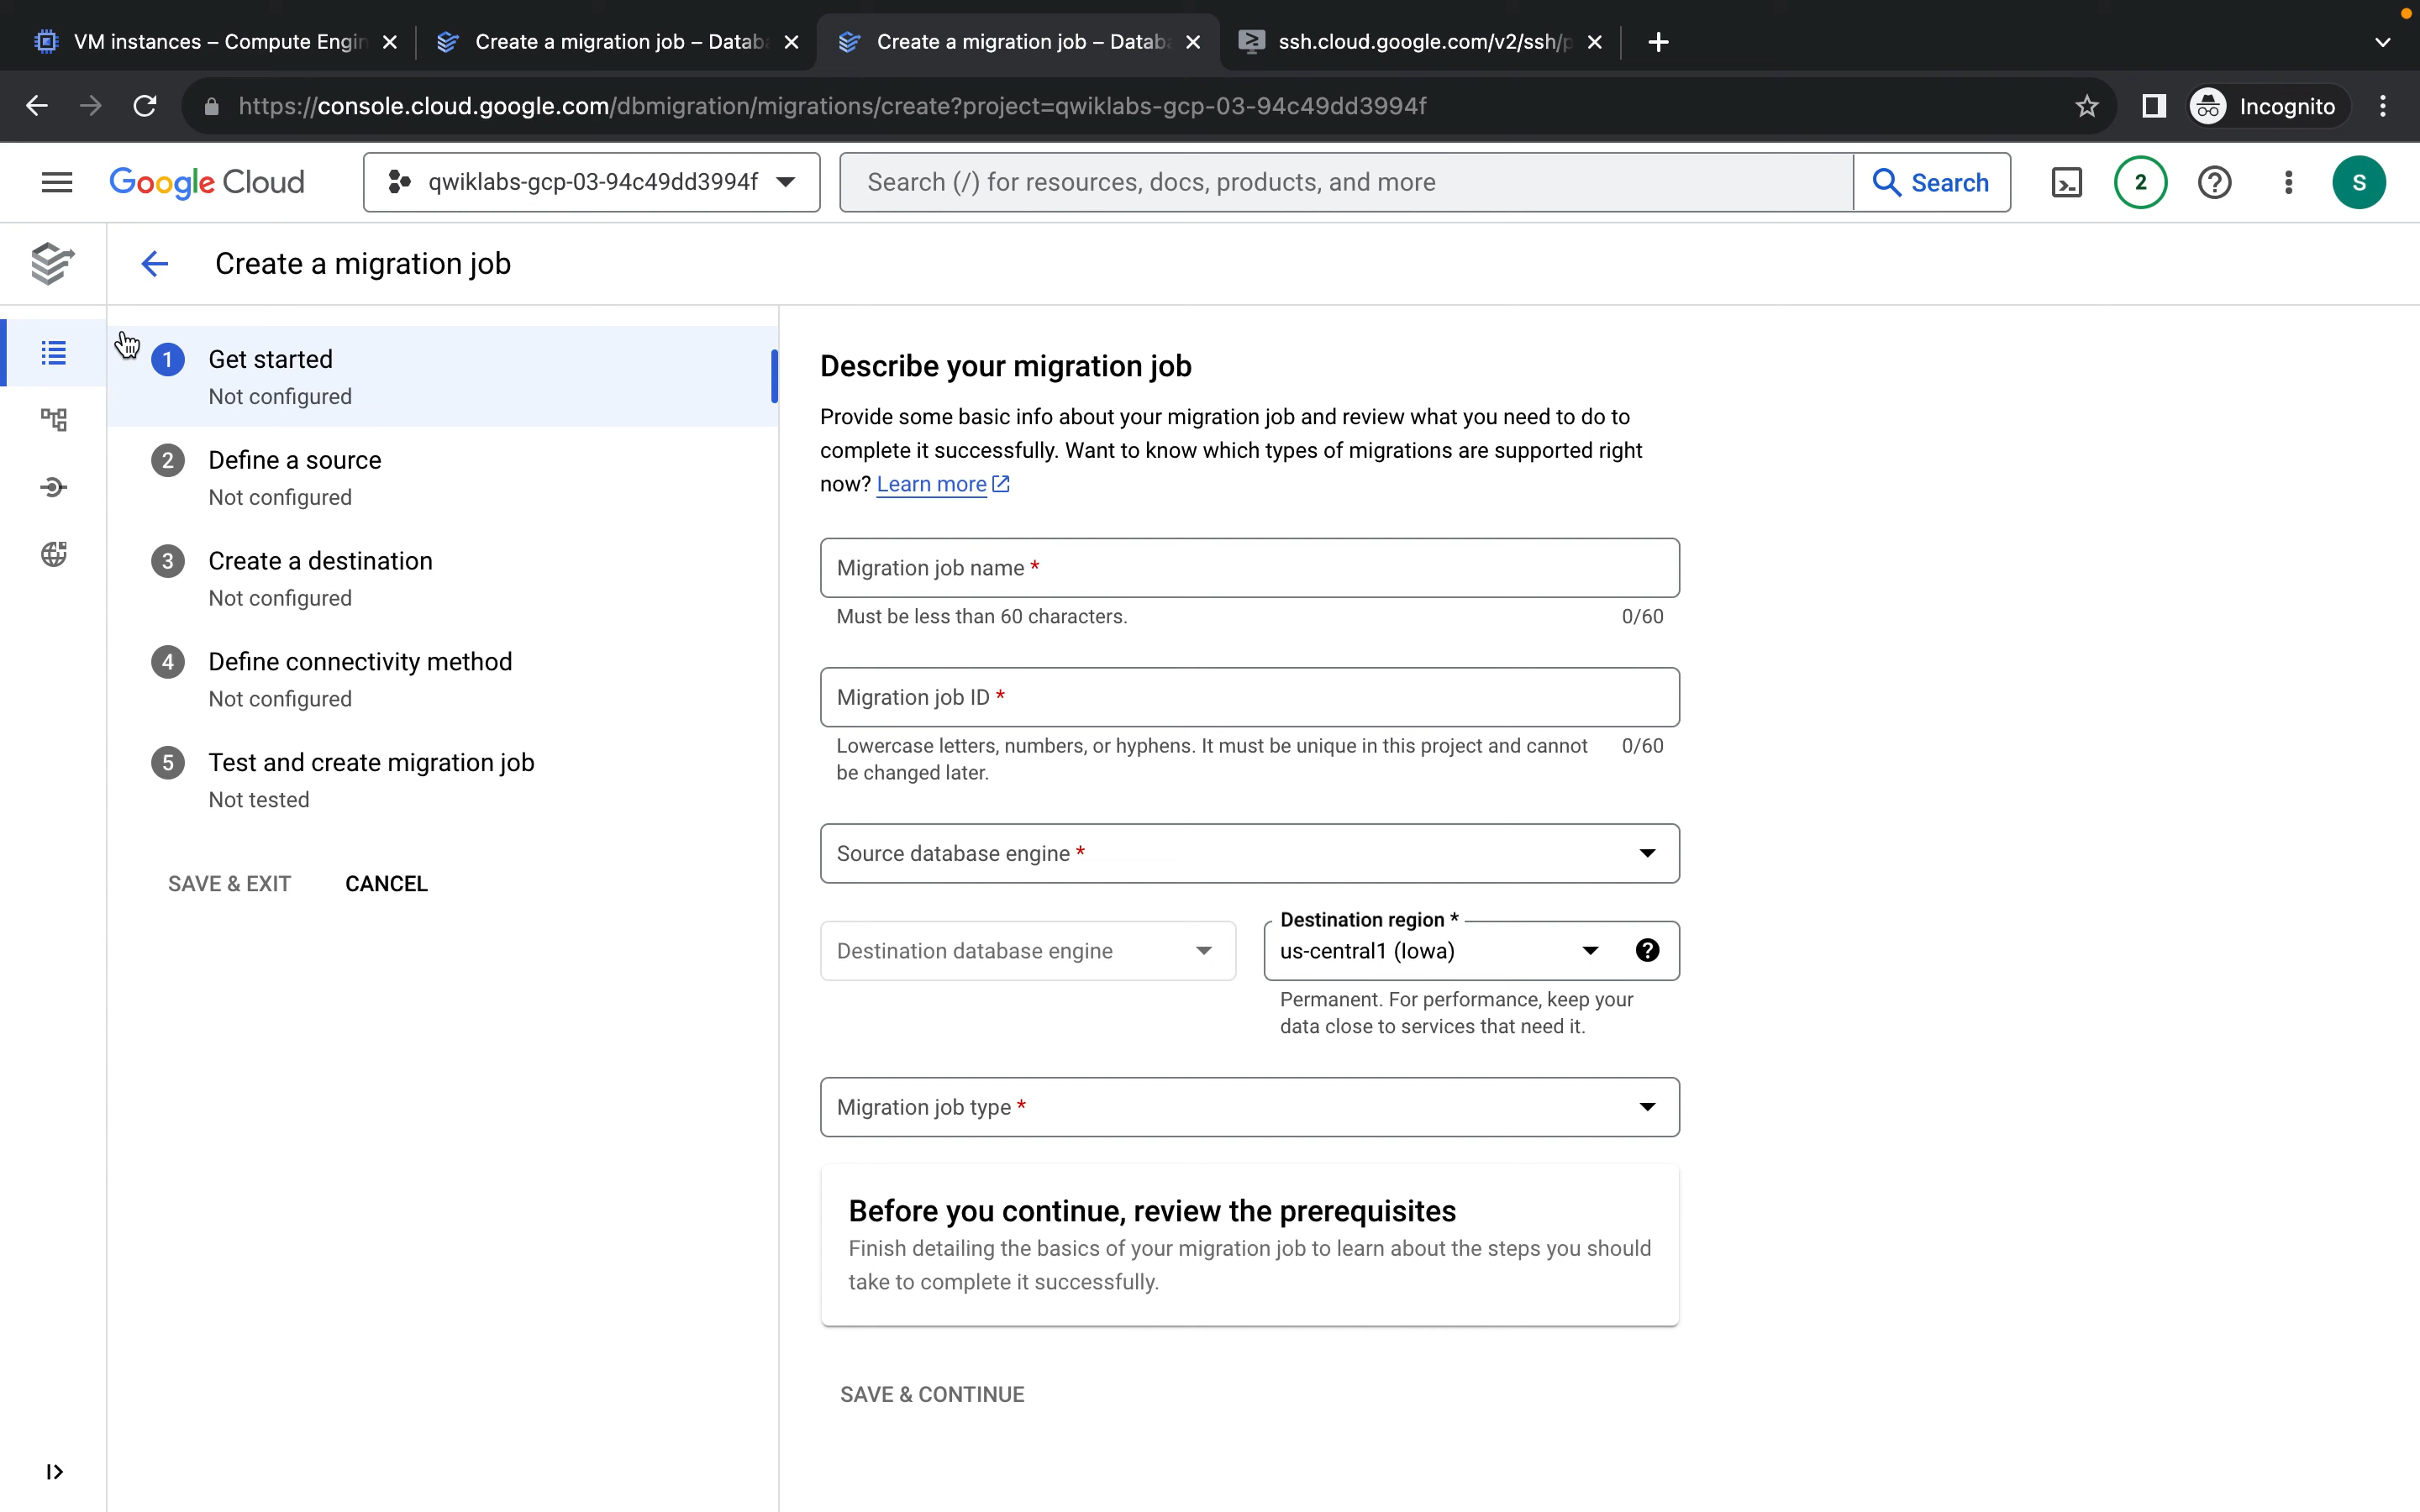 VM instances – Compute Engin
Create a migration job – Datab
Create a migration job – Datab
ssh.cloud.google.com/v2/ssh/p
https://console.cloud.google.com/dbmigration/migrations/create?project=qwiklabs-gcp-03-94c49dd3994f
Incognito
Google Cloud
qwiklabs-gcp-03-94c49dd3994f
Search (/) for resources, docs, products, and more
Search
2
S
Create a migration job
1 Get started
Not configured
2 Define a source
Not configured
3 Create a destination
Not configured
4 Define connectivity method
Not configured
5 Test and create migration job
Not tested
SAVE & EXIT
CANCEL
Describe your migration job
Provide some basic info about your migration job and review what you need to do to
complete it successfully. Want to know which types of migrations are supported right
now? Learn more
Migration job name *
Must be less than 60 characters.
0/60
Migration job ID *
Lowercase letters, numbers, or hyphens. It must be unique in this project and cannot
be changed later.
0/60
Source database engine *
Destination database engine
Destination region *
us-central1 (Iowa)
Permanent. For performance, keep your
data close to services that need it.
Migration job type *
Before you continue, review the prerequisites
Finish detailing the basics of your migration job to learn about the steps you should
take to complete it successfully.
SAVE & CONTINUE